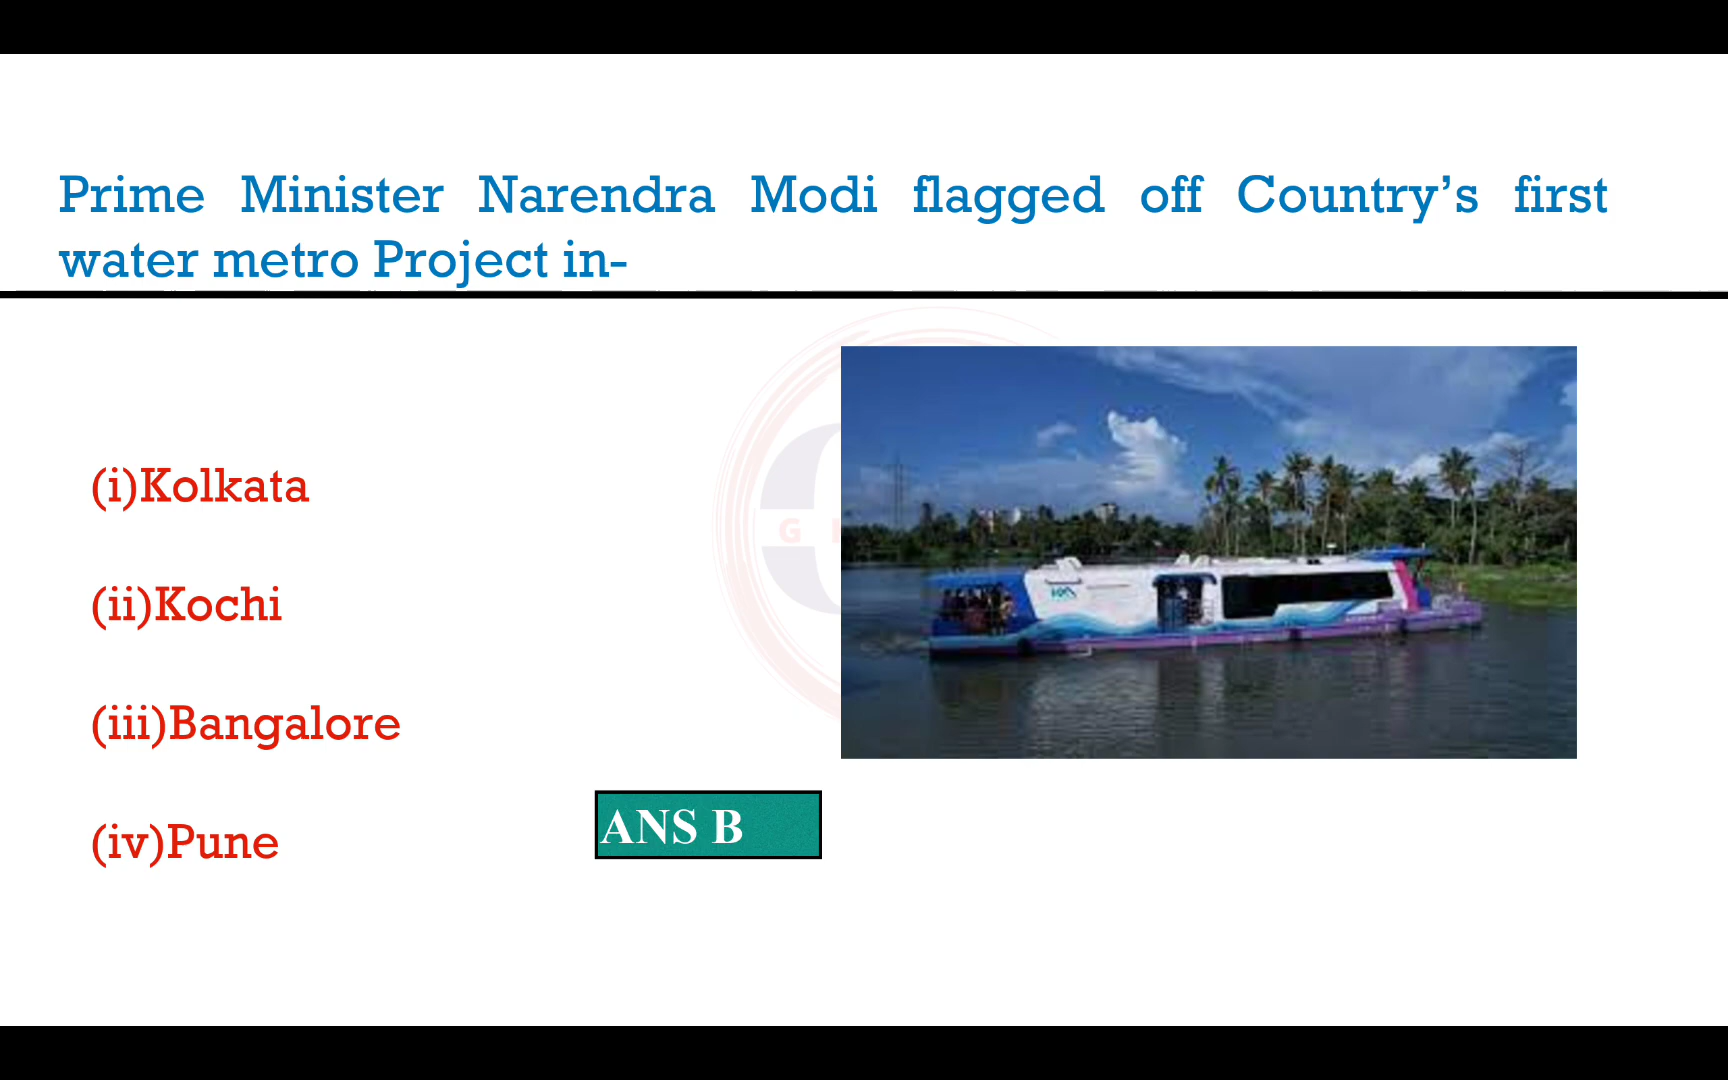 Prime Minister Narendra Modi flagged off Country’s first
water metro Project in-
(i)Kolkata
(ii)Kochi
(iii)Bangalore
(iv)Pune
ANS B